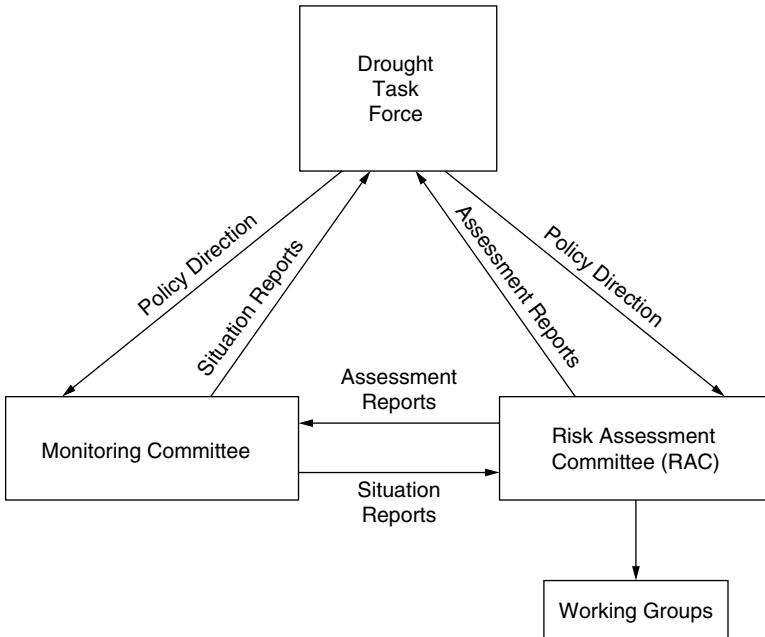 Drought
Task
Force
Policy Direction
Situation Reports
Assessment Reports
Policy Direction
Monitoring Committee
Assessment
Reports
Situation
Reports
Risk Assessment
Committee (RAC)
Working Groups